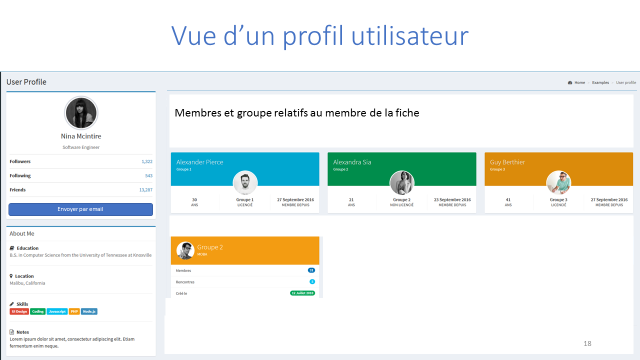 Vue d’un profil utilisateur
User Profile
Home > Examples > User profile
Nina Mcintire
Software Engineer
Followers 1,322
Following 543
Friends 13,287
Envoyer par email
About Me
Education
B.S. in Computer Science from the University of Tennessee at Knoxville
Location
Malibu, California
Skills
UI Design Coding Javascript PHP Node.js
Notes
Lorem ipsum dolor sit amet, consectetur adipiscing elit. Etiam
fermentum enim neque.
Membres et groupe relatifs au membre de la fiche
Alexander Pierce
Groupe 1
30 Groupe 1 27 Septembre 2016
ANS LICENCIÉ MEMBRE DEPUIS
Alexandra Sia
Groupe 2
21 Groupe 2 23 Septembre 2016
ANS NON LICENCIÉ MEMBRE DEPUIS
Guy Berthier
Groupe 3
41 Groupe 3 27 Septembre 2016
ANS LICENCIÉ MEMBRE DEPUIS
Groupe 2
Membres
Rencontres
Créé le
18